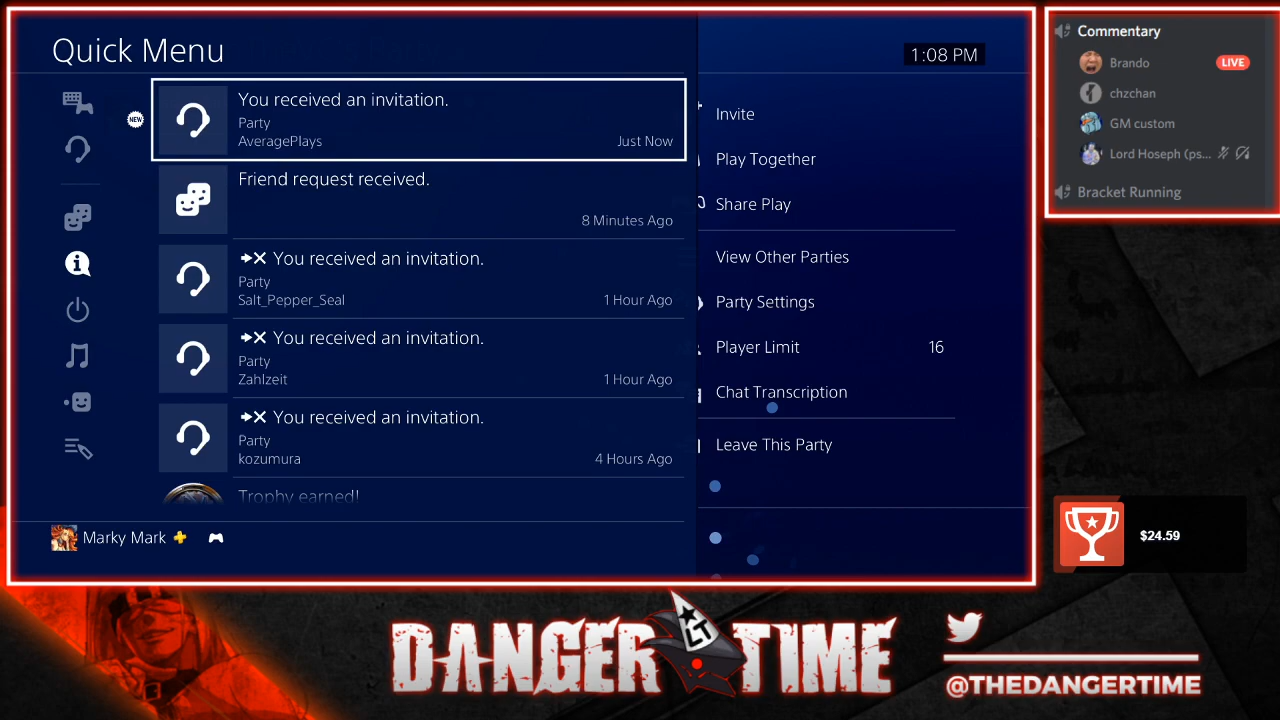 Quick Menu
1:08 PM
NEW
You received an invitation.
Party
AveragePlays
Just Now
Friend request received.
8 Minutes Ago
You received an invitation.
Party
Salt_Pepper_Seal
1 Hour Ago
You received an invitation.
Party
Zahlzeit
1 Hour Ago
You received an invitation.
Party
kozumura
4 Hours Ago
Trophy earned!
Marky Mark
Invite
Play Together
Share Play
View Other Parties
Party Settings
Player Limit 16
Chat Transcription
Leave This Party
Commentary
Brando LIVE
chzchan
GM custom
Lord Hoseph (ps...
Bracket Running
$24.59
DANGER TIME
LT
@THEDANGERTIME